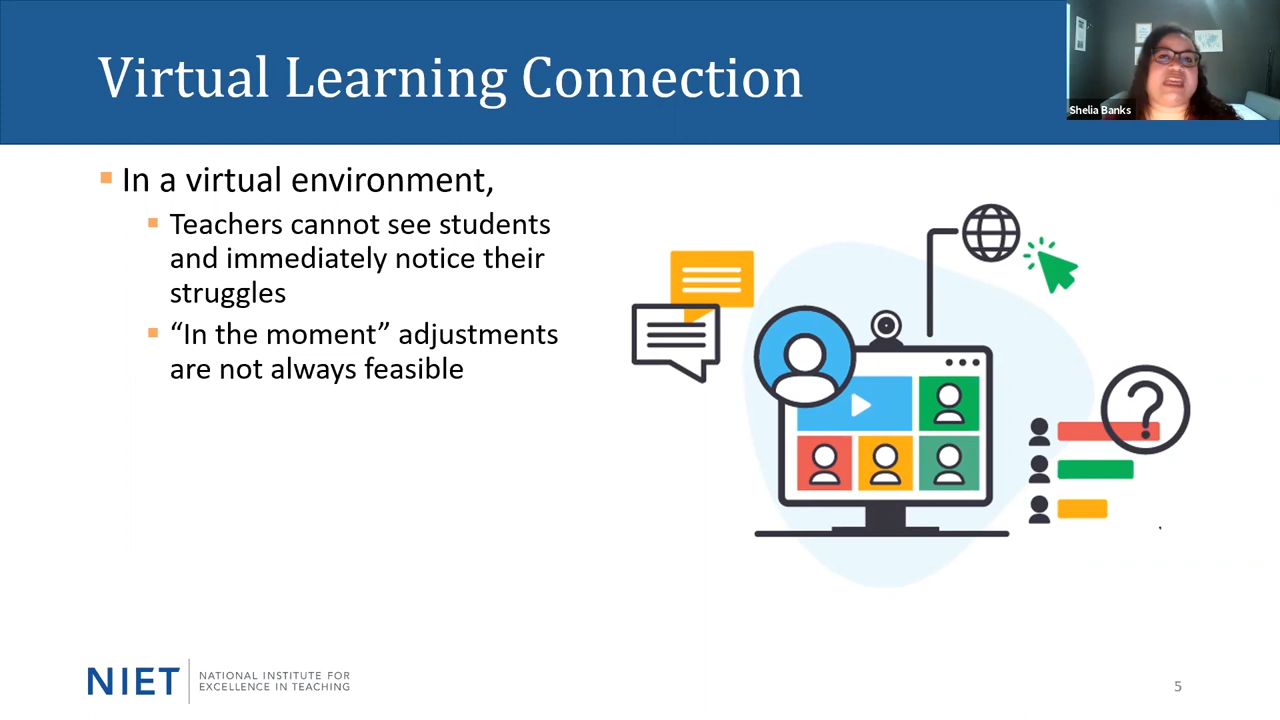 Virtual Learning Connection
Shelia Banks
In a virtual environment,
Teachers cannot see students
and immediately notice their
struggles
“In the moment” adjustments
are not always feasible
?
NIET
NATIONAL INSTITUTE FOR
EXCELLENCE IN TEACHING
5